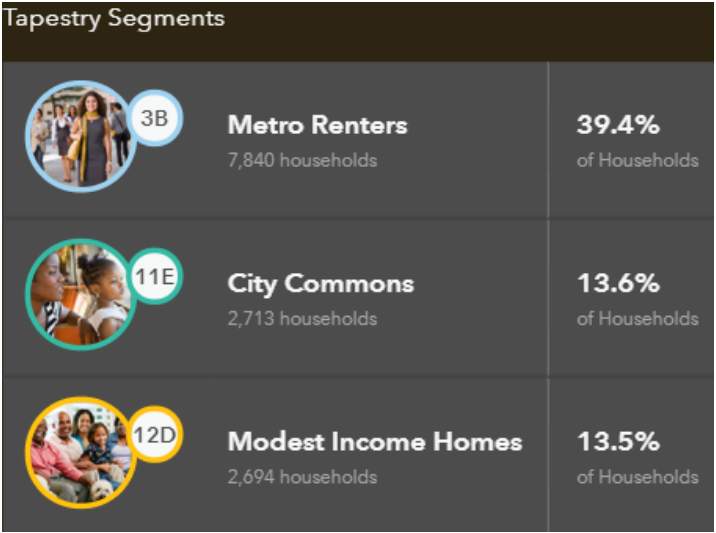 Tapestry Segments
3B
Metro Renters
7,840 households
39.4%
of Households
11E
City Commons
2,713 households
13.6%
of Households
12D
Modest Income Homes
2,694 households
13.5%
of Households